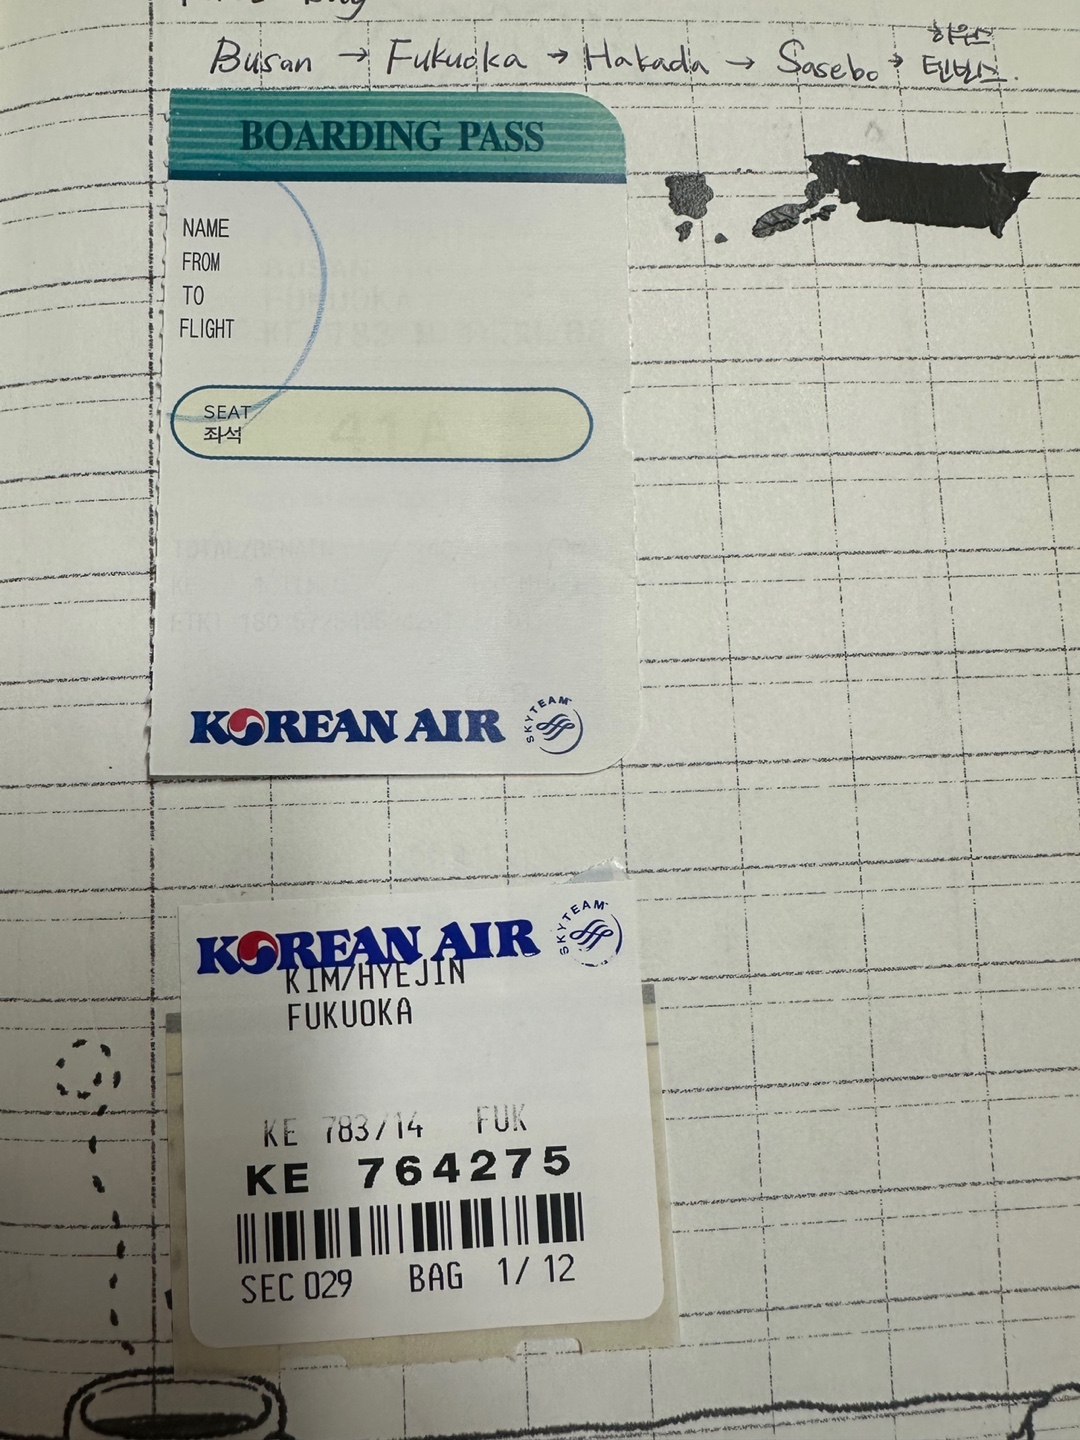 Busan → Fukuoka → Hakada → Sasebo → 하우스
텐보스.
BOARDING PASS
NAME
FROM
TO
FLIGHT
SEAT
좌석
41A
KOREAN AIR
SKYTEAM
KOREAN AIR
SKYTEAM
KIM/HYEJIN
FUKUOKA
KE 783/14 FUK
KE 764275
SEC 029 BAG 1/ 12